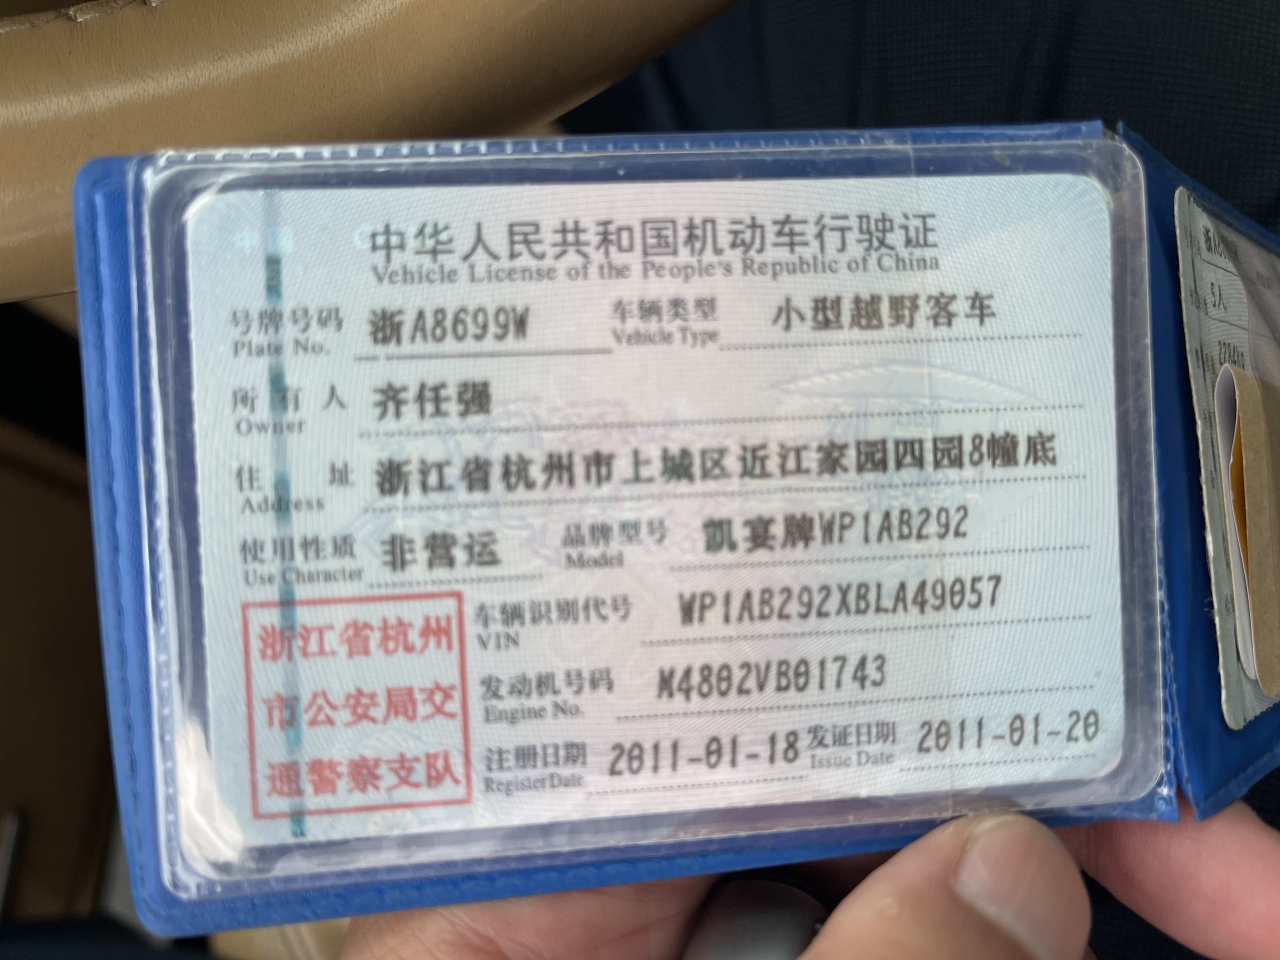 中华人民共和国机动车行驶证
Vehicle License of the People's Republic of China
号牌号码 浙A8699W 车辆类型 小型越野客车
Plate No. Vehicle Type
所有人 齐任强
Owner
住址 浙江省杭州市上城区近江家园四园8幢底
Address
使用性质 非营运 品牌型号 凯宴牌WP1AB292
Use Character Model
浙江省杭州
市公安局交
通警察支队
车辆识别代号 WP1AB292XBLA49057
VIN
发动机号码 M4802VB01743
Engine No.
注册日期 2011-01-18 发证日期 2011-01-20
RegisterDate Issue Date
浙A8
5人